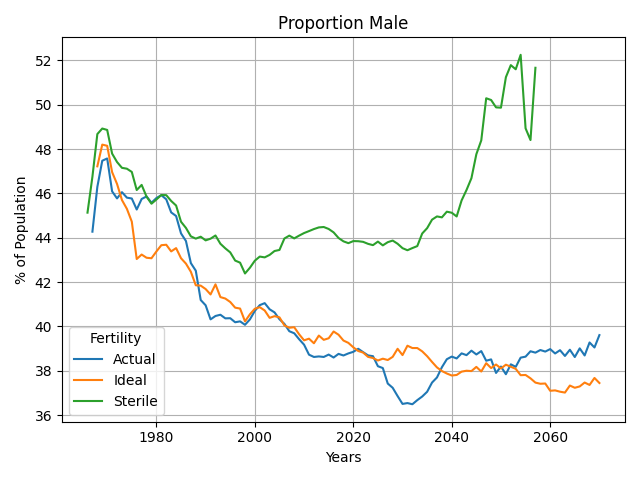 Proportion Male
% of Population
52
50
48
46
44
42
40
38
36
Fertility
Actual
Ideal
Sterile
1980
2000
2020
2040
2060
Years